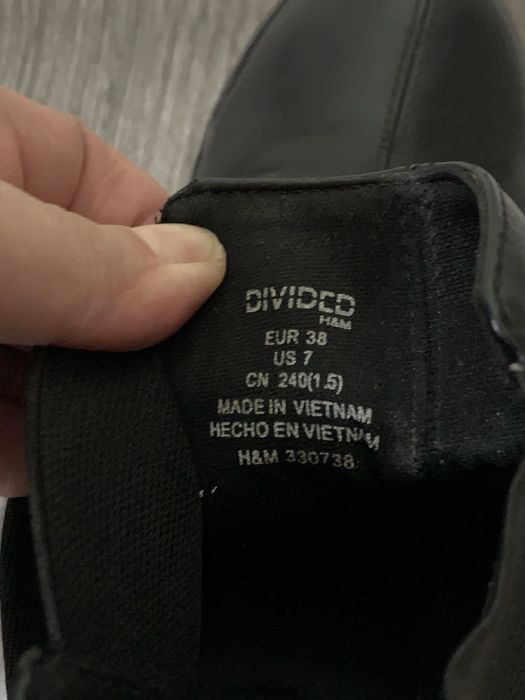 DIVIDED
H&M
EUR 38
US 7
CN 240(1.5)
MADE IN VIETNAM
HECHO EN VIETNAM
H&M 330738